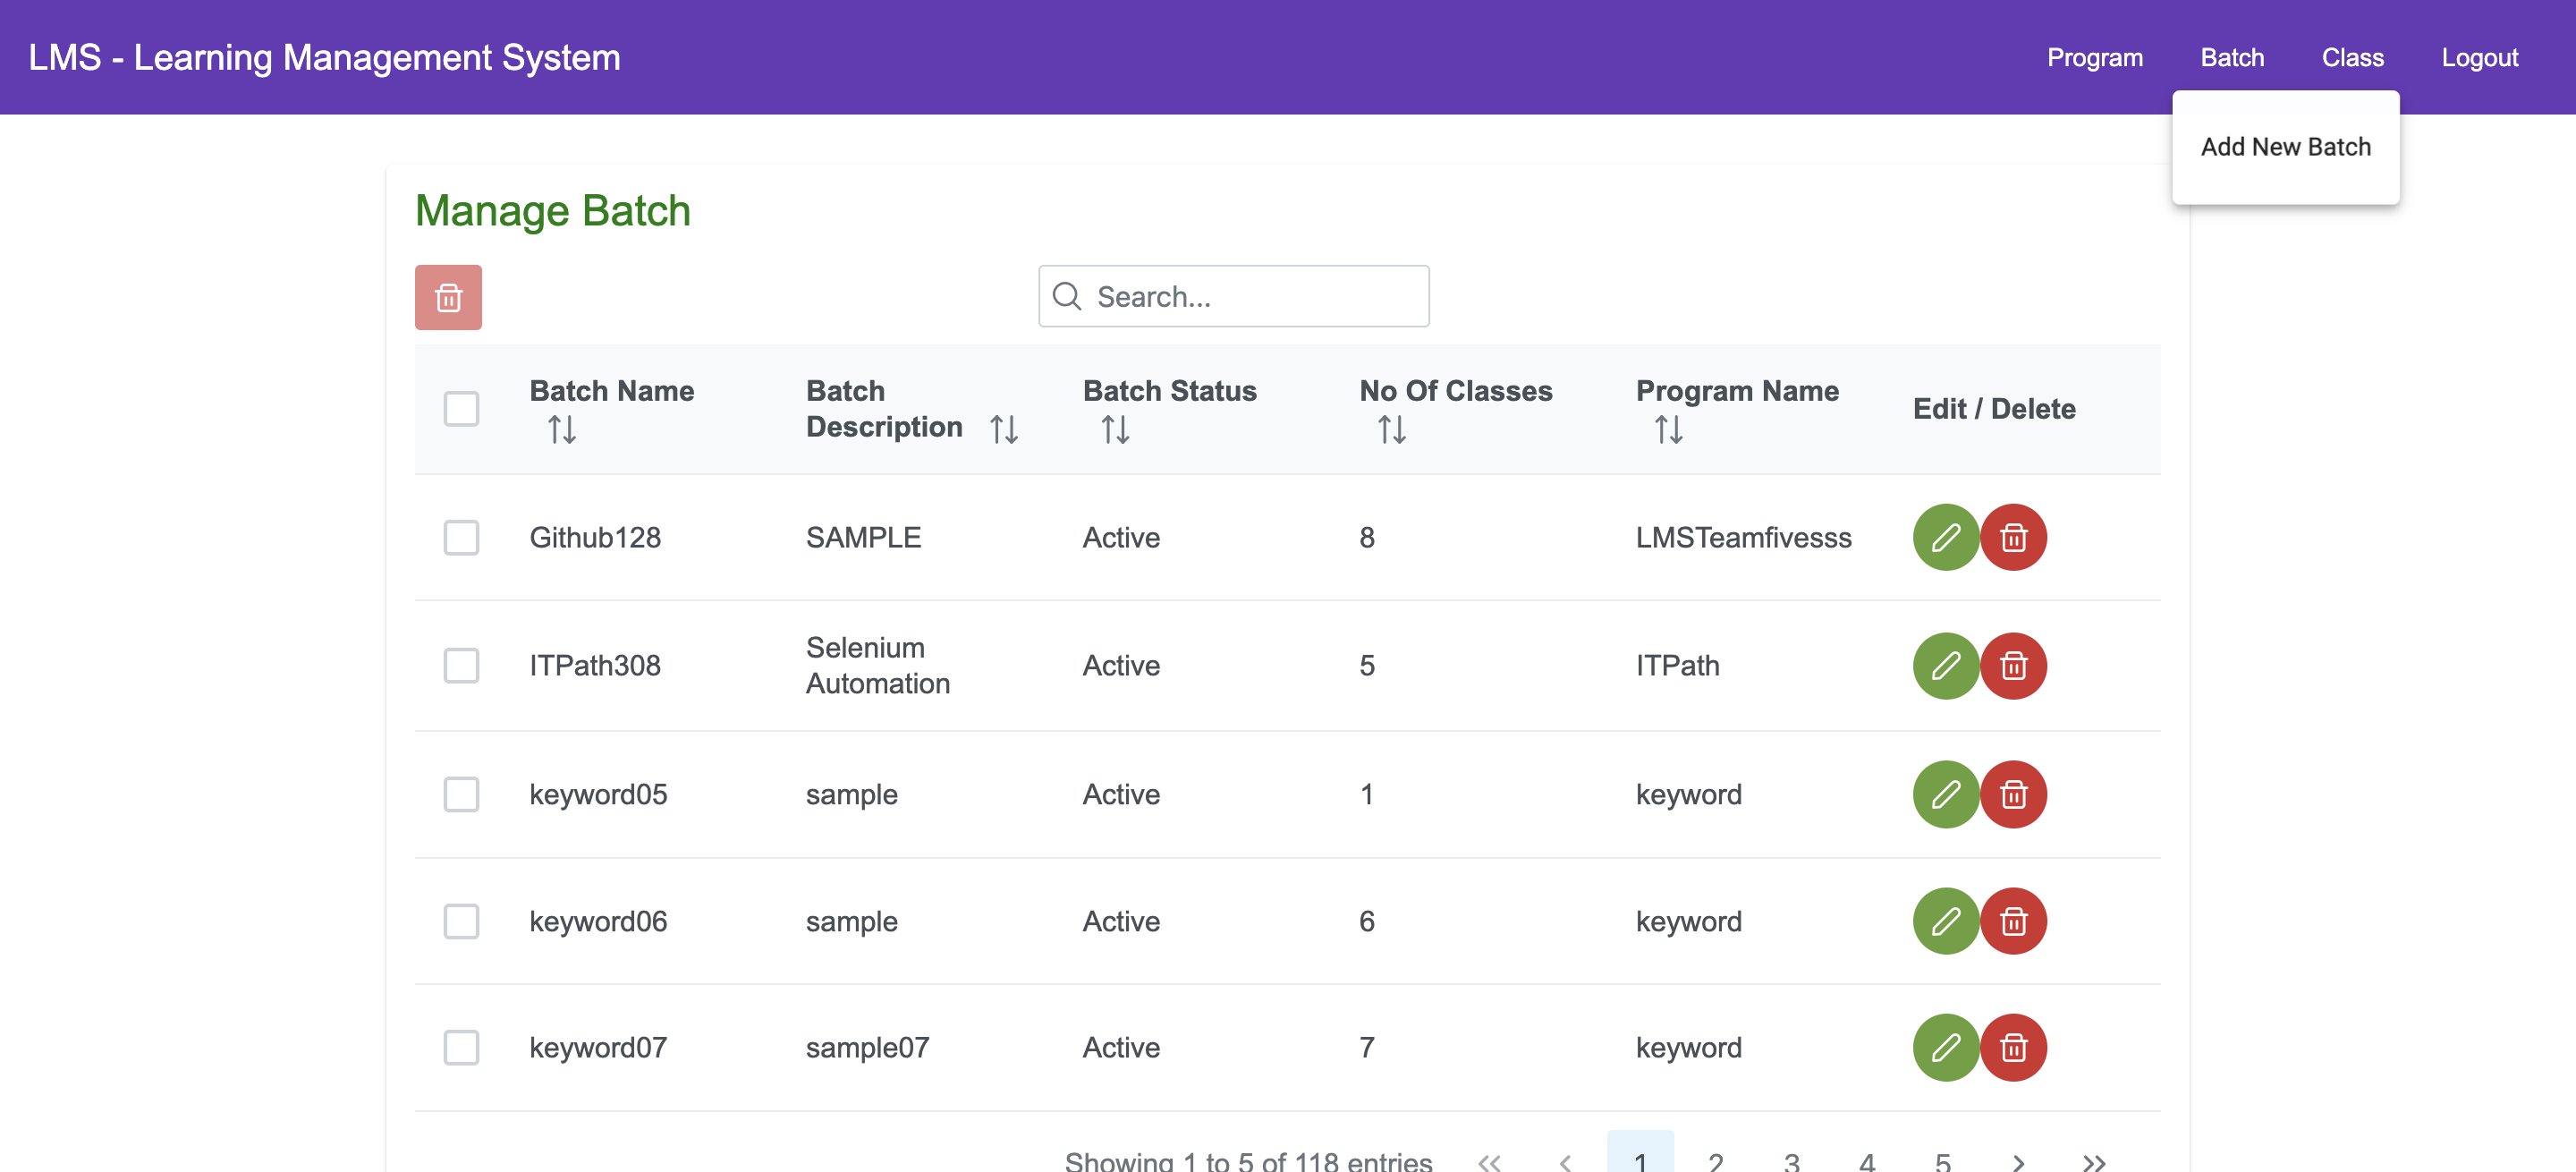 LMS - Learning Management System
Program Batch Class Logout
Add New Batch
Manage Batch
Search...
Batch Name Batch Description Batch Status No Of Classes Program Name Edit / Delete
Github128 SAMPLE Active 8 LMSTeamfivesss
ITPath308 Selenium Automation Active 5 ITPath
keyword05 sample Active 1 keyword
keyword06 sample Active 6 keyword
keyword07 sample07 Active 7 keyword
Showing 1 to 5 of 118 entries << < 1 2 3 4 5 > >>